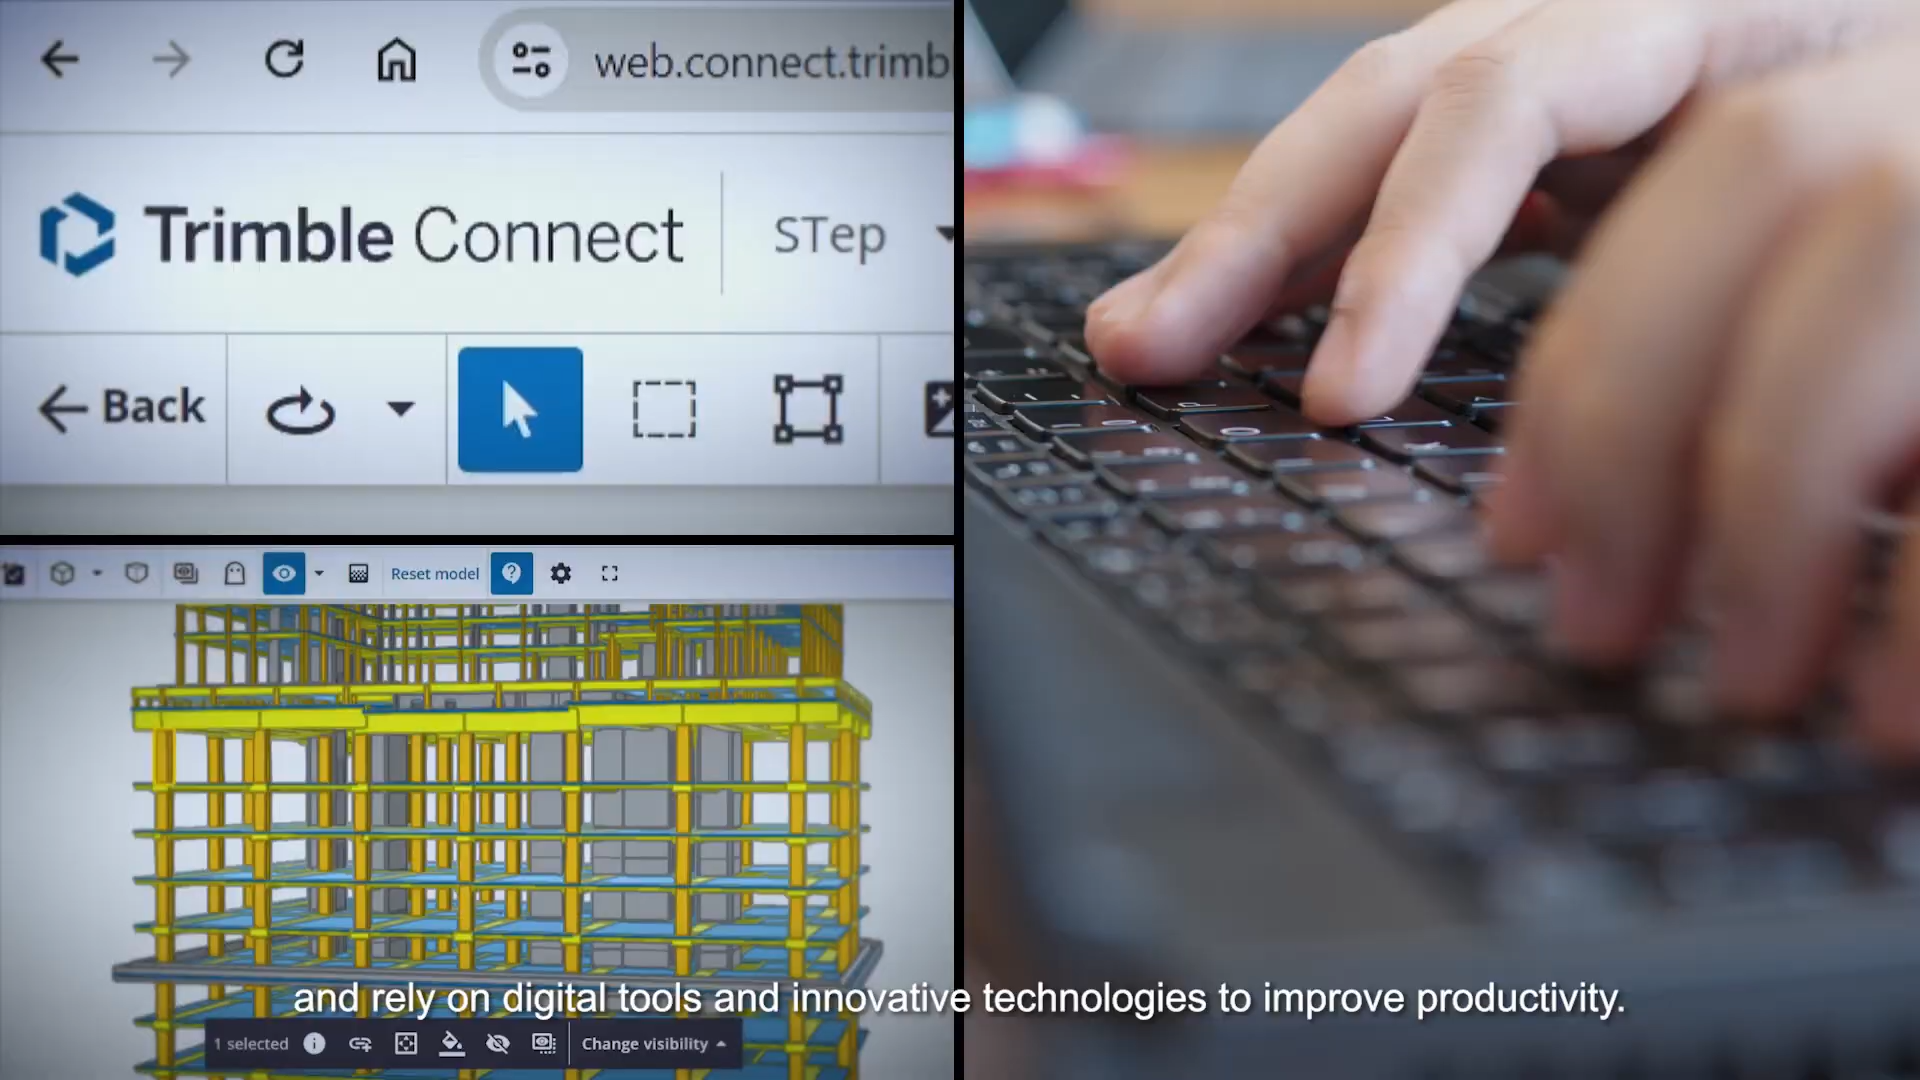 web.connect.trimb
Trimble Connect
STep
Back
Reset model
and rely on digital tools and innovative technologies to improve productivity.
1 selected
Change visibility